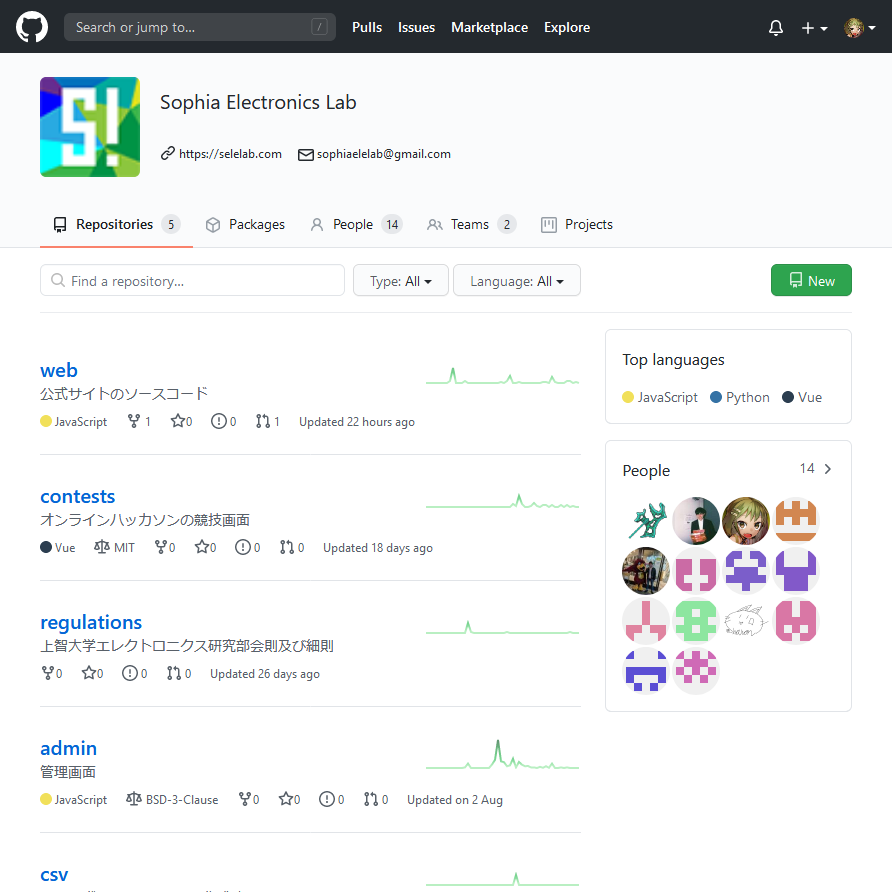 Search or jump to... /
Pulls Issues Marketplace Explore
S!
Sophia Electronics Lab
https://selelab.com sophiaelelab@gmail.com
Repositories 5 Packages People 14 Teams 2 Projects
Find a repository... Type: All Language: All New
web
公式サイトのソースコード
JavaScript 1 0 0 1 Updated 22 hours ago
contests
オンラインハッカソンの競技画面
Vue MIT 0 0 0 0 Updated 18 days ago
regulations
上智大学エレクトロニクス研究部会則及び細則
0 0 0 0 Updated 26 days ago
admin
管理画面
JavaScript BSD-3-Clause 0 0 0 0 Updated on 2 Aug
csv
Top languages
JavaScript Python Vue
People 14